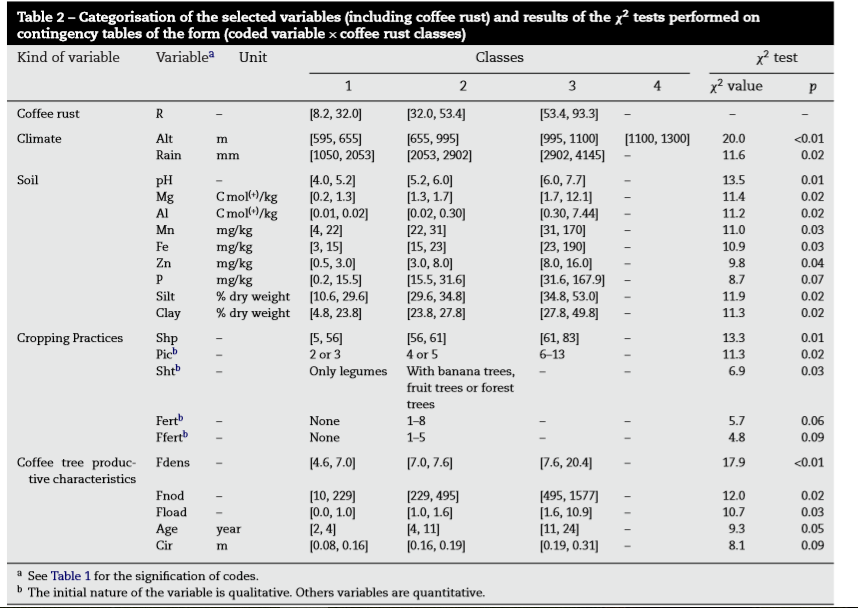 Table 2 – Categorisation of the selected variables (including coffee rust) and results of the χ² tests performed on
contingency tables of the form (coded variable × coffee rust classes)
Kind of variable Variableᵃ Unit Classes χ² test
1 2 3 4 χ² value p
Coffee rust R – [8.2, 32.0] [32.0, 53.4] [53.4, 93.3] – – –
Climate Alt m [595, 655] [655, 995] [995, 1100] [1100, 1300] 20.0 <0.01
Rain mm [1050, 2053] [2053, 2902] [2902, 4145] – 11.6 0.02
Soil pH – [4.0, 5.2] [5.2, 6.0] [6.0, 7.7] – 13.5 0.01
Mg C mol⁽⁺⁾/kg [0.2, 1.3] [1.3, 1.7] [1.7, 12.1] – 11.4 0.02
Al C mol⁽⁺⁾/kg [0.01, 0.02] [0.02, 0.30] [0.30, 7.44] – 11.2 0.02
Mn mg/kg [4, 22] [22, 31] [31, 170] – 11.0 0.03
Fe mg/kg [3, 15] [15, 23] [23, 190] – 10.9 0.03
Zn mg/kg [0.5, 3.0] [3.0, 8.0] [8.0, 16.0] – 9.8 0.04
P mg/kg [0.2, 15.5] [15.5, 31.6] [31.6, 167.9] – 8.7 0.07
Silt % dry weight [10.6, 29.6] [29.6, 34.8] [34.8, 53.0] – 11.9 0.02
Clay % dry weight [4.8, 23.8] [23.8, 27.8] [27.8, 49.8] – 11.3 0.02
Cropping Practices Shp – [5, 56] [56, 61] [61, 83] – 13.3 0.01
Picᵇ – 2 or 3 4 or 5 6–13 – 11.3 0.02
Shtᵇ – Only legumes With banana trees, – – 6.9 0.03
fruit trees or forest
trees
Fertᵇ – None 1–8 – – 5.7 0.06
Ffertᵇ – None 1–5 – – 4.8 0.09
Coffee tree produc- Fdens – [4.6, 7.0] [7.0, 7.6] [7.6, 20.4] – 17.9 <0.01
tive characteristics
Fnod – [10, 229] [229, 495] [495, 1577] – 12.0 0.02
Fload – [0.0, 1.0] [1.0, 1.6] [1.6, 10.9] – 10.7 0.03
Age year [2, 4] [4, 11] [11, 24] – 9.3 0.05
Cir m [0.08, 0.16] [0.16, 0.19] [0.19, 0.31] – 8.1 0.09
ᵃ See Table 1 for the signification of codes.
ᵇ The initial nature of the variable is qualitative. Others variables are quantitative.